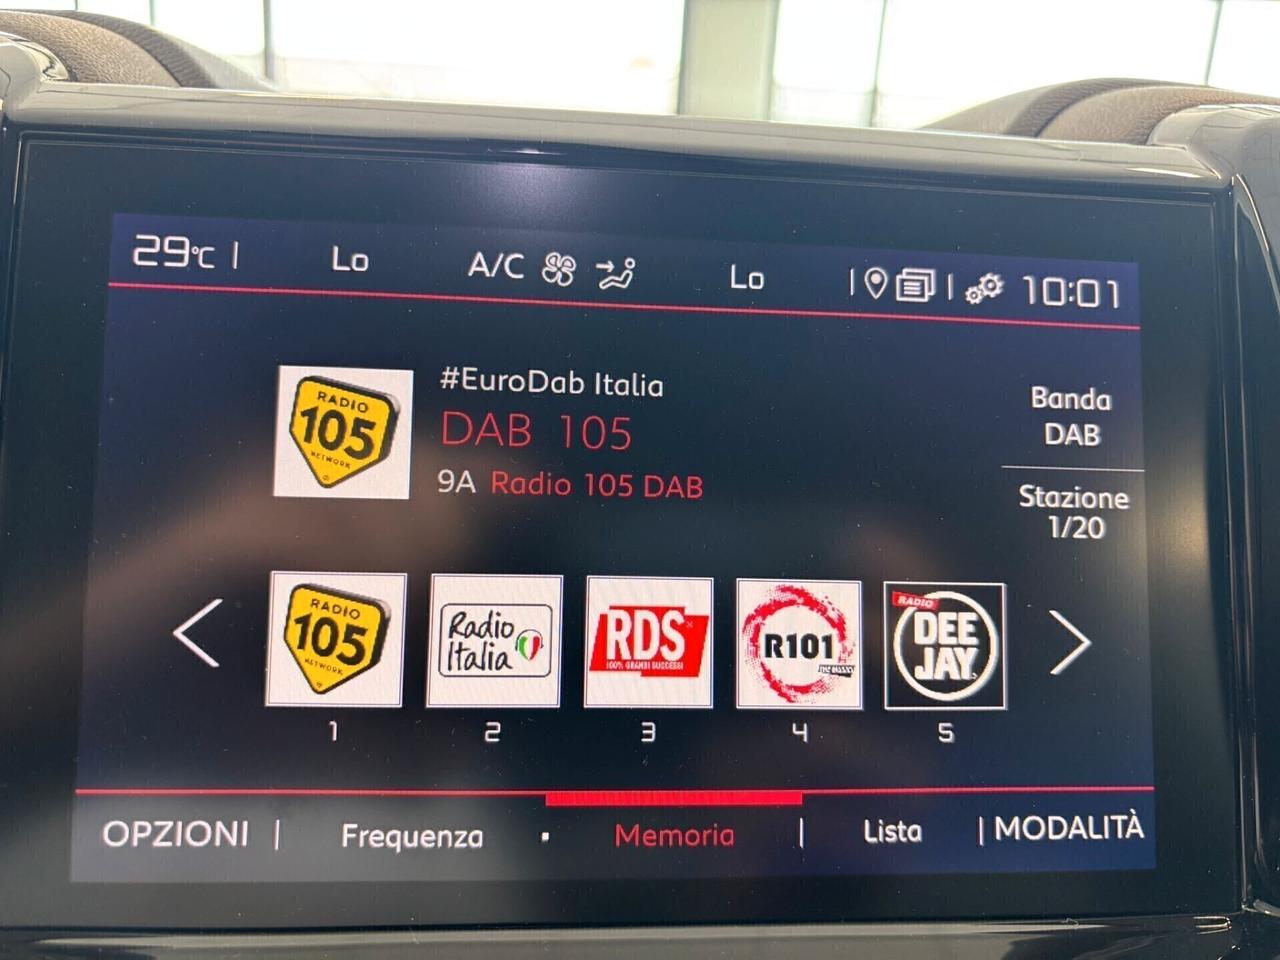 29°C | Lo A/C Lo | | 10:01
#EuroDab Italia
DAB 105
9A Radio 105 DAB
Banda
DAB
Stazione
1/20
RADIO
105
NETWORK
RADIO
105
NETWORK
Radio
Italia
RDS
100% GRANDI SUCCESSI
R101
THE MUSIC
RADIO
DEE
JAY
1 2 3 4 5
OPZIONI | Frequenza · Memoria | Lista | MODALITÀ